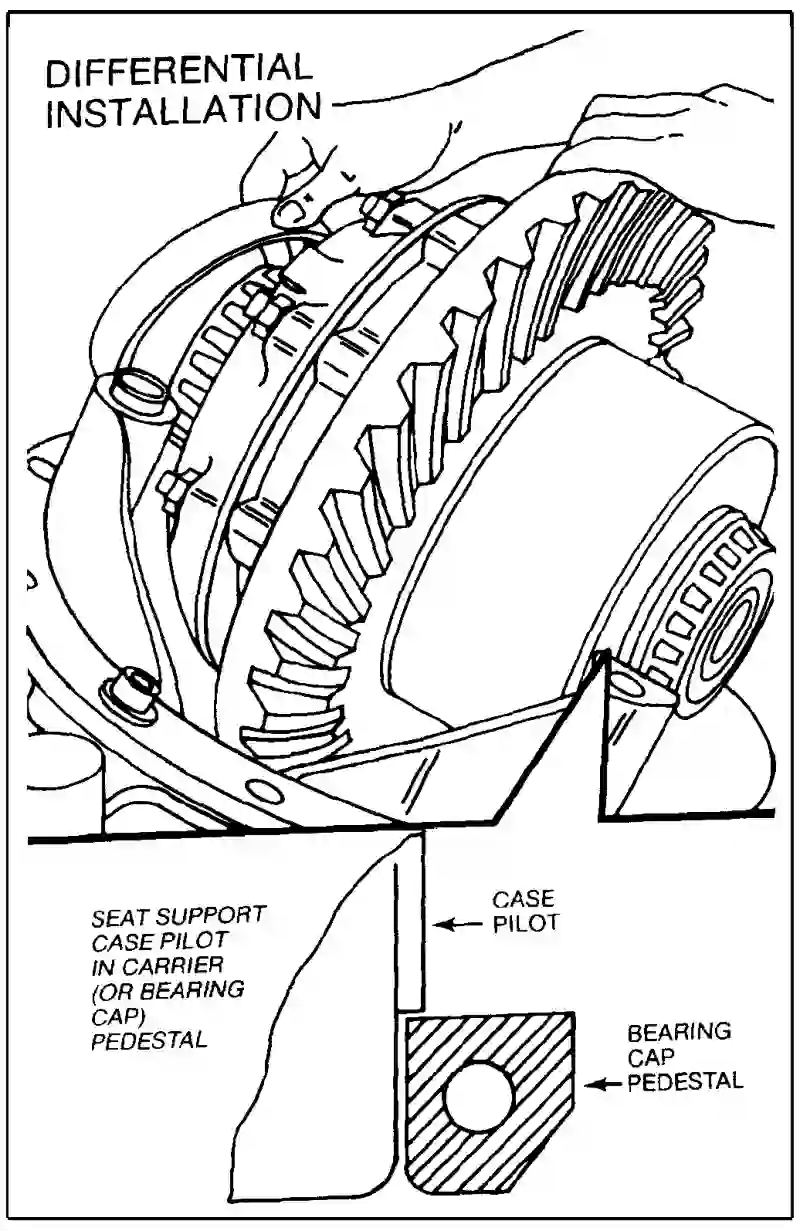 DIFFERENTIAL
INSTALLATION
SEAT SUPPORT
CASE PILOT
IN CARRIER
(OR BEARING
CAP)
PEDESTAL
CASE
PILOT
BEARING
CAP
PEDESTAL